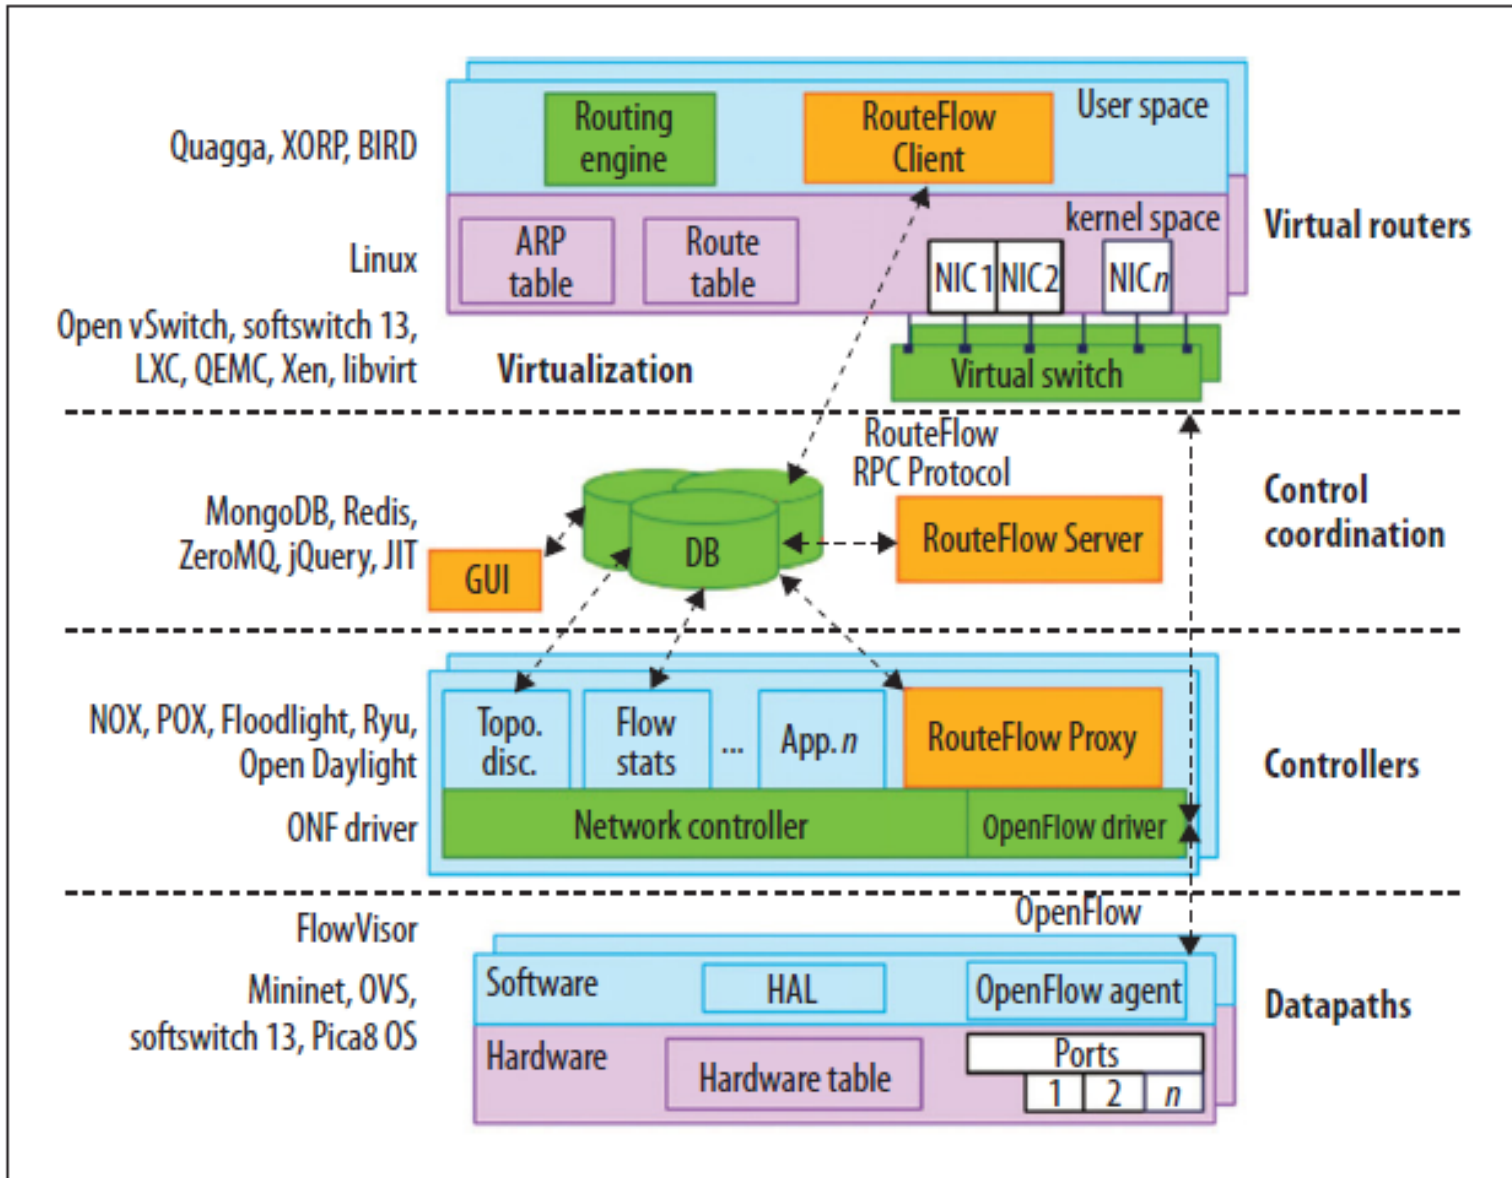 Routing
engine
RouteFlow
Client
User space
Quagga, XORP, BIRD
kernel space
Virtual routers
Linux
ARP
table
Route
table
NIC1
NIC2
NICn
Open vSwitch, softswitch 13,
LXC, QEMC, Xen, libvirt
Virtualization
Virtual switch
RouteFlow
RPC Protocol
Control
coordination
MongoDB, Redis,
ZeroMQ, jQuery, JIT
GUI
DB
RouteFlow Server
NOX, POX, Floodlight, Ryu,
Open Daylight
Topo.
disc.
Flow
stats
...
App. n
RouteFlow Proxy
Controllers
ONF driver
Network controller
OpenFlow driver
FlowVisor
OpenFlow
Mininet, OVS,
softswitch 13, Pica8 OS
Software
HAL
OpenFlow agent
Datapaths
Hardware
Hardware table
Ports
1
2
n